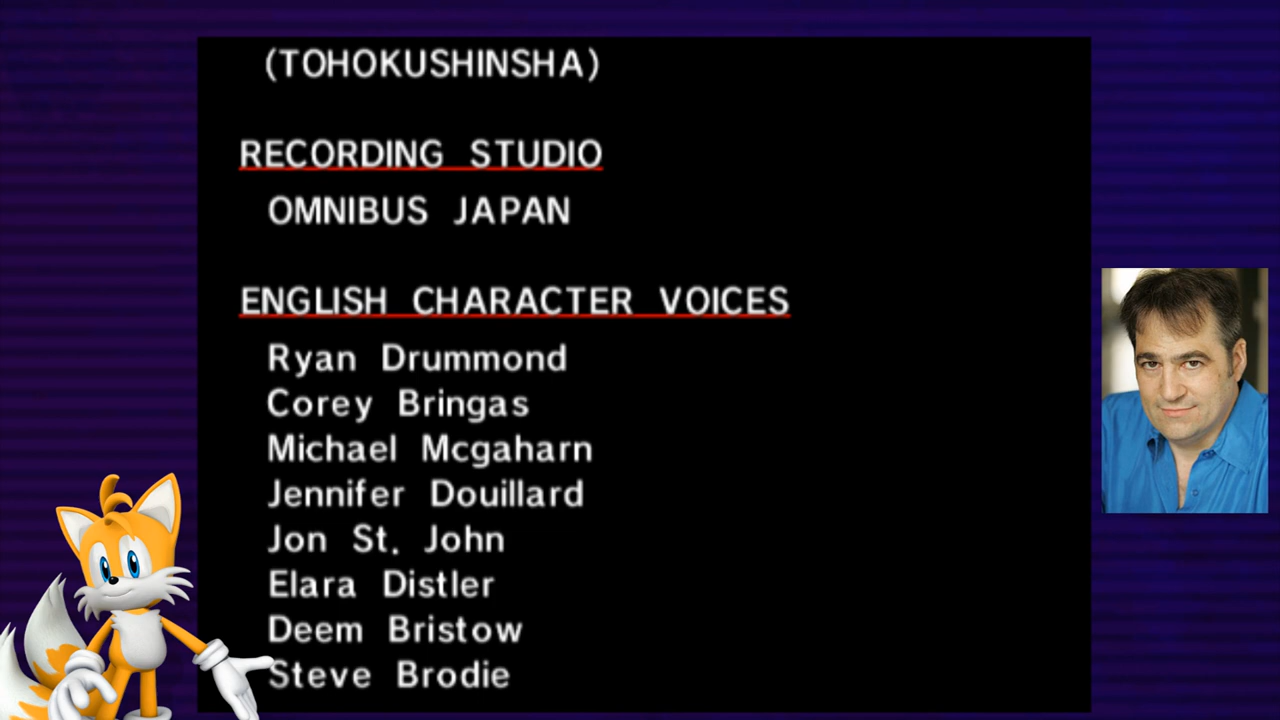 (TOHOKUSHINSHA)
RECORDING STUDIO
OMNIBUS JAPAN
ENGLISH CHARACTER VOICES
Ryan Drummond
Corey Bringas
Michael Mcgaharn
Jennifer Douillard
Jon St. John
Elara Distler
Deem Bristow
Steve Brodie